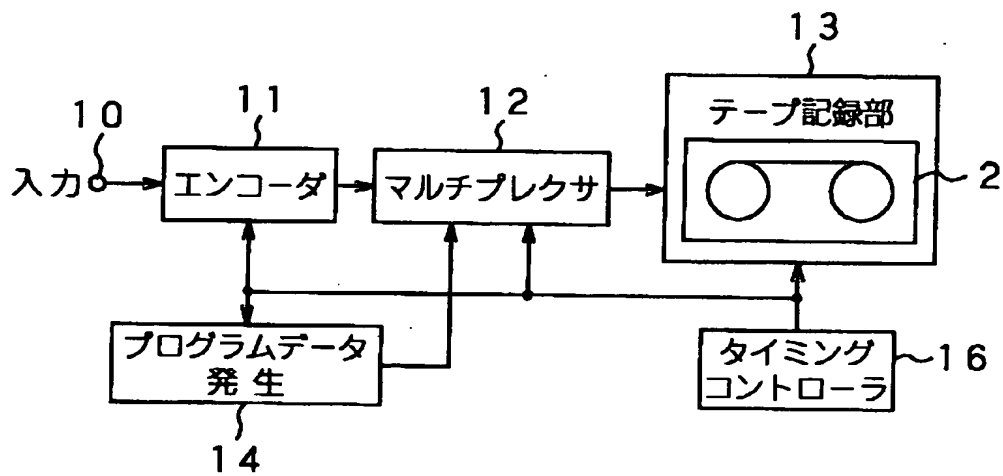 13
10
11
12
テープ記録部
入力
エンコーダ
マルチプレクサ
2
プログラムデータ
発生
タイミング
コントローラ
16
14